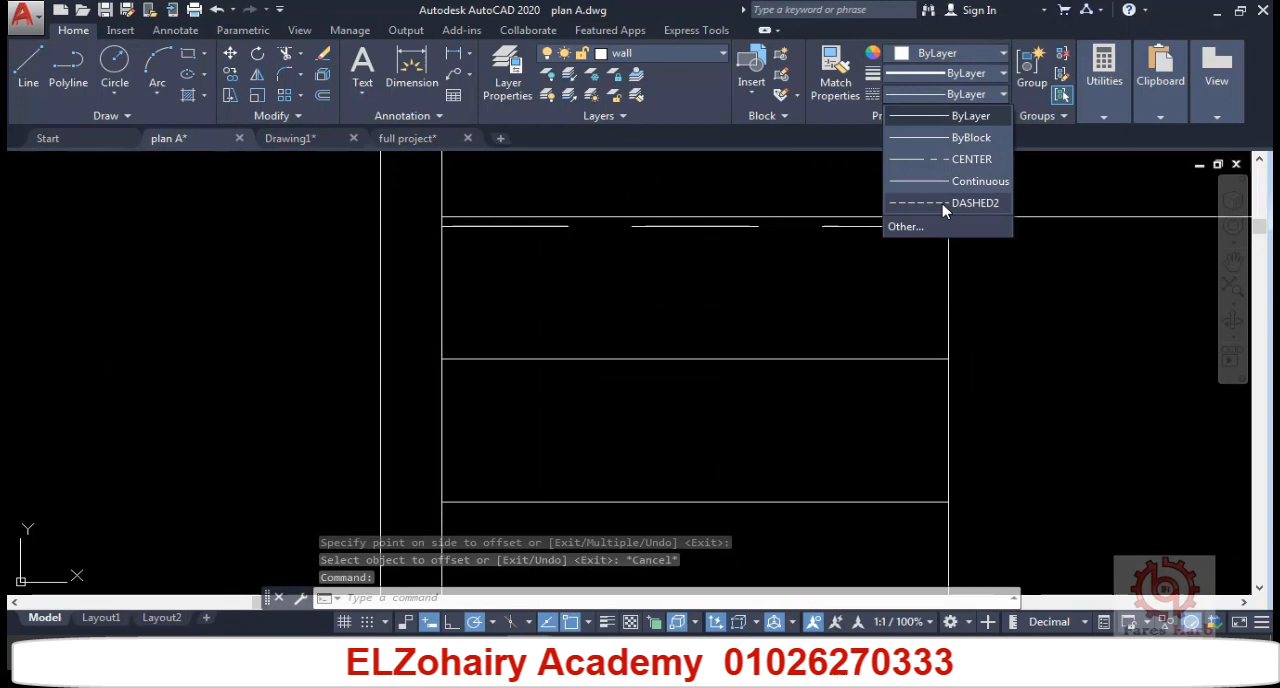 Autodesk AutoCAD 2020 plan A.dwg
Type a keyword or phrase
Sign In
Home Insert Annotate Parametric View Manage Output Add-ins Collaborate Featured Apps Express Tools
wall
ByLayer
ByLayer
ByLayer
Line Polyline Circle Arc
Text Dimension
Layer Properties
Insert
Match Properties
Group
Utilities Clipboard View
Draw Modify Annotation Layers Block Pr Groups
ByLayer
ByBlock
CENTER
Continuous
DASHED2
Other...
Start plan A* Drawing1* full project*
Specify point on side to offset or [Exit/Multiple/Undo] <Exit>:
Select object to offset or [Exit/Undo] <Exit>: *Cancel*
Command:
Type a command
Y
X
Model Layout1 Layout2 +
1:1 / 100% Decimal
ELZohairy Academy 01026270333